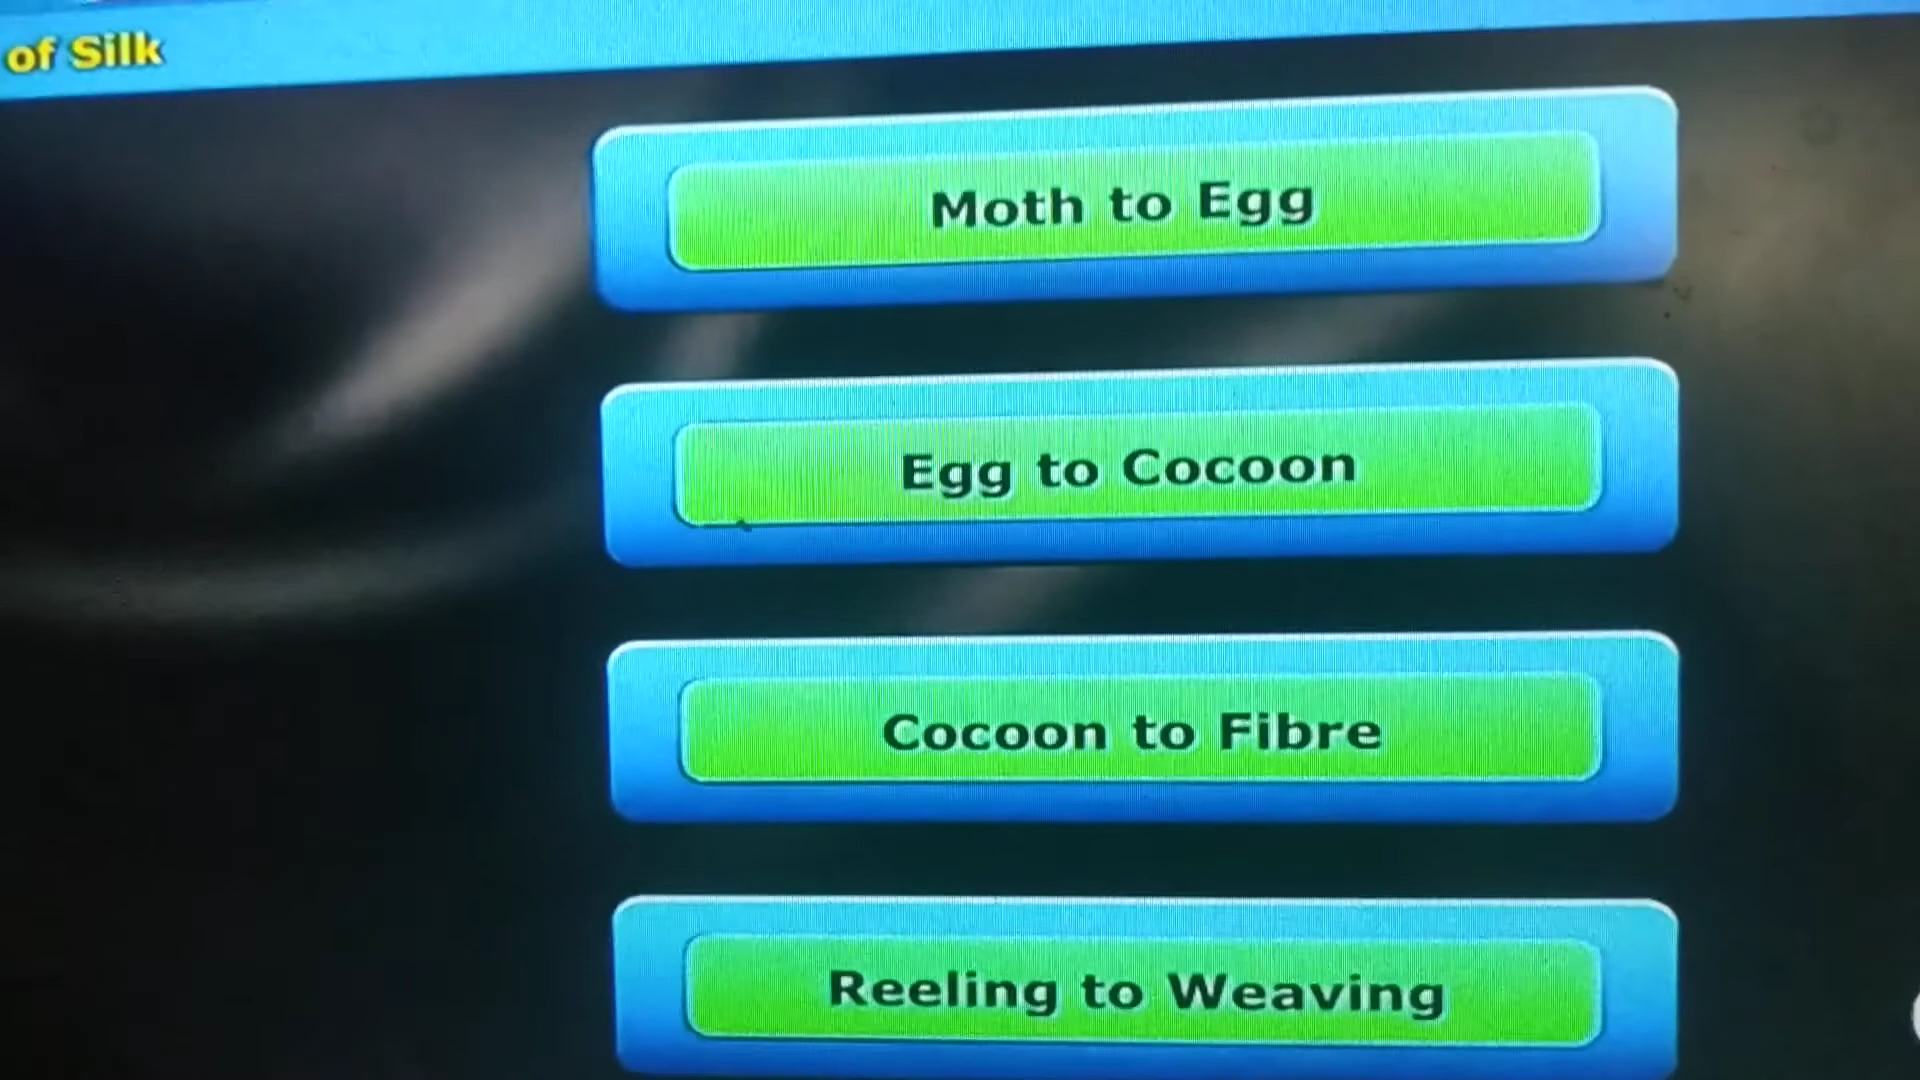 of Silk
Moth to Egg
Egg to Cocoon
Cocoon to Fibre
Reeling to Weaving